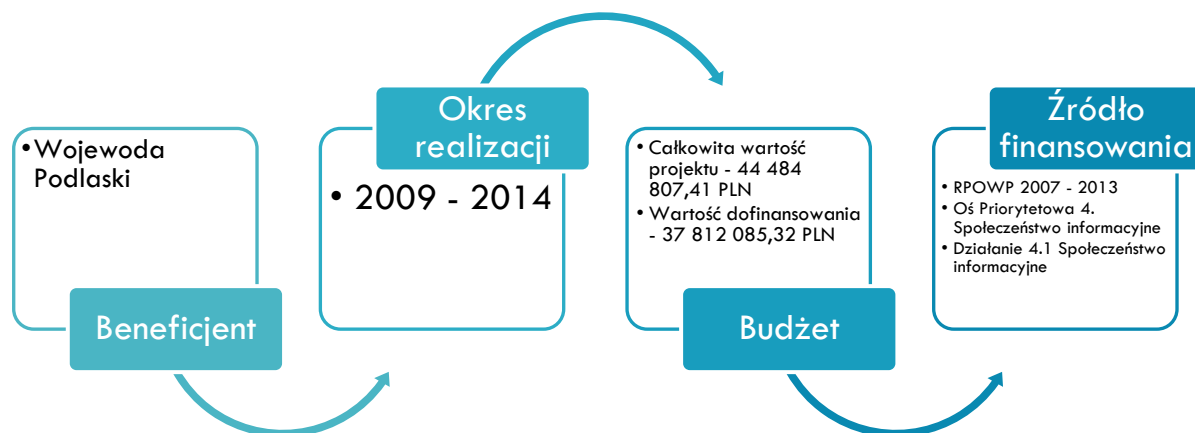 • Wojewoda
Podlaski
Beneficjent
Okres
realizacji
• 2009 - 2014
• Całkowita wartość
projektu - 44 484
807,41 PLN
• Wartość dofinansowania
- 37 812 085,32 PLN
Budżet
Źródło
finansowania
• RPOWP 2007 - 2013
• Oś Priorytetowa 4.
Społeczeństwo informacyjne
• Działanie 4.1 Społeczeństwo
informacyjne